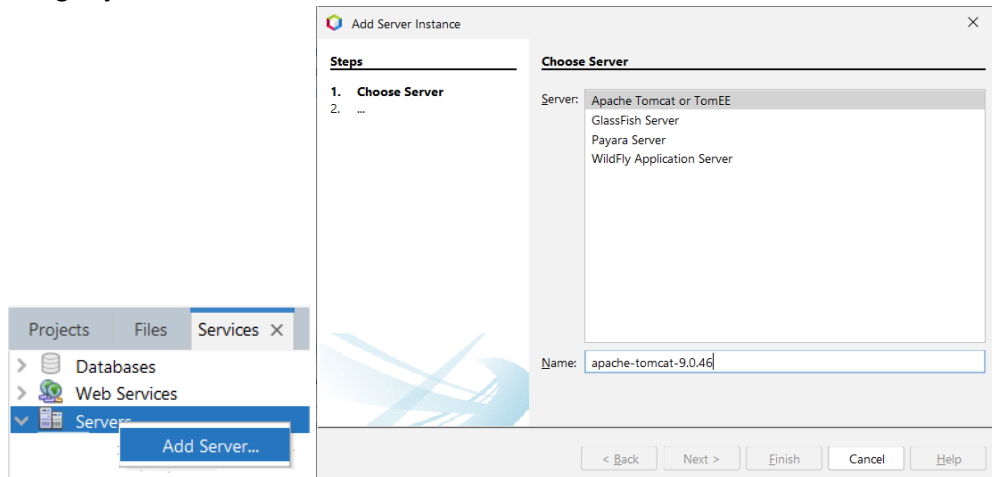 Add Server Instance
Steps
1. Choose Server
2. ...
Choose Server
Server:
Apache Tomcat or TomEE
GlassFish Server
Payara Server
WildFly Application Server
Name: apache-tomcat-9.0.46
< Back Next > Finish Cancel Help
Projects Files Services
Databases
Web Services
Servers
Add Server...